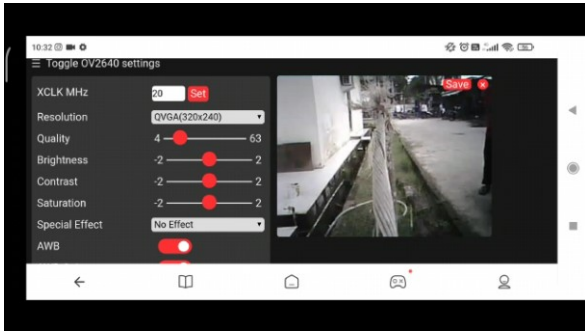 10:32
☰ Toggle OV2640 settings
XCLK MHz 20 Set
Resolution QVGA(320x240)
Quality 4 63
Brightness -2 2
Contrast -2 2
Saturation -2 2
Special Effect No Effect
AWB
Save ×